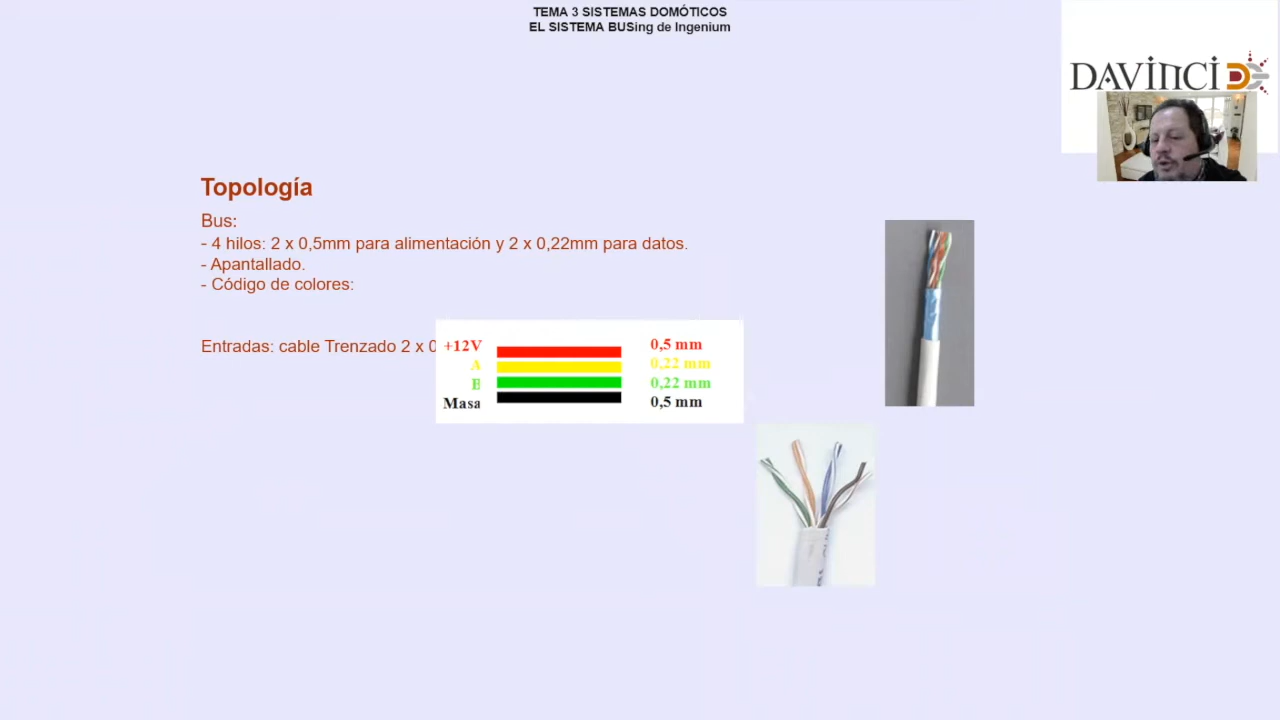 TEMA 3 SISTEMAS DOMÓTICOS
EL SISTEMA BUSing de Ingenium
DAVINCI
Topología
Bus:
- 4 hilos: 2 x 0,5mm para alimentación y 2 x 0,22mm para datos.
- Apantallado.
- Código de colores:
Entradas: cable Trenzado 2 x 0
+12V 0,5 mm
A 0,22 mm
B 0,22 mm
Masa 0,5 mm